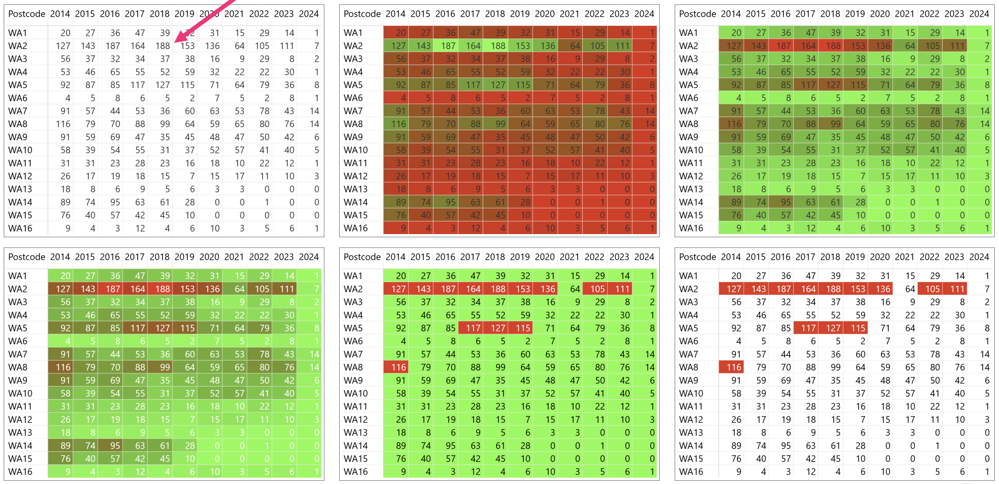 Postcode 2014 2015 2016 2017 2018 2019 2020 2021 2022 2023 2024
WA1 20 27 36 47 39 32 31 15 29 14 1
WA2 127 143 187 164 188 153 136 64 105 111 7
WA3 56 37 32 34 37 38 16 9 29 8 2
WA4 53 46 65 55 52 59 32 22 22 30 1
WA5 92 87 85 117 127 115 71 64 79 36 8
WA6 4 5 8 6 5 2 7 5 2 8 1
WA7 91 57 44 53 36 60 63 53 78 43 14
WA8 116 79 70 88 99 64 59 65 80 76 14
WA9 91 59 69 47 35 45 48 47 50 42 6
WA10 58 39 54 55 31 37 52 57 41 40 5
WA11 31 31 23 28 23 16 18 10 22 12 1
WA12 26 17 19 18 15 7 15 17 11 10 3
WA13 18 8 6 9 5 6 3 3 0 0 0
WA14 89 74 95 63 61 28 0 0 1 0 0
WA15 76 40 57 42 45 10 0 0 0 0 0
WA16 9 4 3 12 4 6 10 3 5 6 1
Postcode 2014 2015 2016 2017 2018 2019 2020 2021 2022 2023 2024
WA1 20 27 36 47 39 32 31 15 29 14 1
WA2 127 143 187 164 188 153 136 64 105 111 7
WA3 56 37 32 34 37 38 16 9 29 8 2
WA4 53 46 65 55 52 59 32 22 22 30 1
WA5 92 87 85 117 127 115 71 64 79 36 8
WA6 4 5 8 6 5 2 7 5 2 8 1
WA7 91 57 44 53 36 60 63 53 78 43 14
WA8 116 79 70 88 99 64 59 65 80 76 14
WA9 91 59 69 47 35 45 48 47 50 42 6
WA10 58 39 54 55 31 37 52 57 41 40 5
WA11 31 31 23 28 23 16 18 10 22 12 1
WA12 26 17 19 18 15 7 15 17 11 10 3
WA13 18 8 6 9 5 6 3 3 0 0 0
WA14 89 74 95 63 61 28 0 0 1 0 0
WA15 76 40 57 42 45 10 0 0 0 0 0
WA16 9 4 3 12 4 6 10 3 5 6 1
Postcode 2014 2015 2016 2017 2018 2019 2020 2021 2022 2023 2024
WA1 20 27 36 47 39 32 31 15 29 14 1
WA2 127 143 187 164 188 153 136 64 105 111 7
WA3 56 37 32 34 37 38 16 9 29 8 2
WA4 53 46 65 55 52 59 32 22 22 30 1
WA5 92 87 85 117 127 115 71 64 79 36 8
WA6 4 5 8 6 5 2 7 5 2 8 1
WA7 91 57 44 53 36 60 63 53 78 43 14
WA8 116 79 70 88 99 64 59 65 80 76 14
WA9 91 59 69 47 35 45 48 47 50 42 6
WA10 58 39 54 55 31 37 52 57 41 40 5
WA11 31 31 23 28 23 16 18 10 22 12 1
WA12 26 17 19 18 15 7 15 17 11 10 3
WA13 18 8 6 9 5 6 3 3 0 0 0
WA14 89 74 95 63 61 28 0 0 1 0 0
WA15 76 40 57 42 45 10 0 0 0 0 0
WA16 9 4 3 12 4 6 10 3 5 6 1
Postcode 2014 2015 2016 2017 2018 2019 2020 2021 2022 2023 2024
WA1 20 27 36 47 39 32 31 15 29 14 1
WA2 127 143 187 164 188 153 136 64 105 111 7
WA3 56 37 32 34 37 38 16 9 29 8 2
WA4 53 46 65 55 52 59 32 22 22 30 1
WA5 92 87 85 117 127 115 71 64 79 36 8
WA6 4 5 8 6 5 2 7 5 2 8 1
WA7 91 57 44 53 36 60 63 53 78 43 14
WA8 116 79 70 88 99 64 59 65 80 76 14
WA9 91 59 69 47 35 45 48 47 50 42 6
WA10 58 39 54 55 31 37 52 57 41 40 5
WA11 31 31 23 28 23 16 18 10 22 12 1
WA12 26 17 19 18 15 7 15 17 11 10 3
WA13 18 8 6 9 5 6 3 3 0 0 0
WA14 89 74 95 63 61 28 0 0 1 0 0
WA15 76 40 57 42 45 10 0 0 0 0 0
WA16 9 4 3 12 4 6 10 3 5 6 1
Postcode 2014 2015 2016 2017 2018 2019 2020 2021 2022 2023 2024
WA1 20 27 36 47 39 32 31 15 29 14 1
WA2 127 143 187 164 188 153 136 64 105 111 7
WA3 56 37 32 34 37 38 16 9 29 8 2
WA4 53 46 65 55 52 59 32 22 22 30 1
WA5 92 87 85 117 127 115 71 64 79 36 8
WA6 4 5 8 6 5 2 7 5 2 8 1
WA7 91 57 44 53 36 60 63 53 78 43 14
WA8 116 79 70 88 99 64 59 65 80 76 14
WA9 91 59 69 47 35 45 48 47 50 42 6
WA10 58 39 54 55 31 37 52 57 41 40 5
WA11 31 31 23 28 23 16 18 10 22 12 1
WA12 26 17 19 18 15 7 15 17 11 10 3
WA13 18 8 6 9 5 6 3 3 0 0 0
WA14 89 74 95 63 61 28 0 0 1 0 0
WA15 76 40 57 42 45 10 0 0 0 0 0
WA16 9 4 3 12 4 6 10 3 5 6 1
Postcode 2014 2015 2016 2017 2018 2019 2020 2021 2022 2023 2024
WA1 20 27 36 47 39 32 31 15 29 14 1
WA2 127 143 187 164 188 153 136 64 105 111 7
WA3 56 37 32 34 37 38 16 9 29 8 2
WA4 53 46 65 55 52 59 32 22 22 30 1
WA5 92 87 85 117 127 115 71 64 79 36 8
WA6 4 5 8 6 5 2 7 5 2 8 1
WA7 91 57 44 53 36 60 63 53 78 43 14
WA8 116 79 70 88 99 64 59 65 80 76 14
WA9 91 59 69 47 35 45 48 47 50 42 6
WA10 58 39 54 55 31 37 52 57 41 40 5
WA11 31 31 23 28 23 16 18 10 22 12 1
WA12 26 17 19 18 15 7 15 17 11 10 3
WA13 18 8 6 9 5 6 3 3 0 0 0
WA14 89 74 95 63 61 28 0 0 1 0 0
WA15 76 40 57 42 45 10 0 0 0 0 0
WA16 9 4 3 12 4 6 10 3 5 6 1